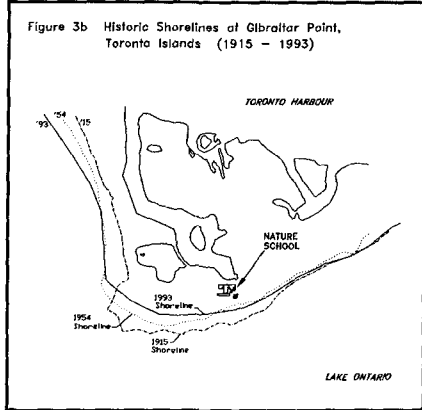 Figure 3b Historic Shorelines at Gibraltar Point,
Toronto Islands (1915 - 1993)
TORONTO HARBOUR
'93
'54
'15
NATURE
SCHOOL
1993
Shoreline
1954
Shoreline
1915
Shoreline
LAKE ONTARIO